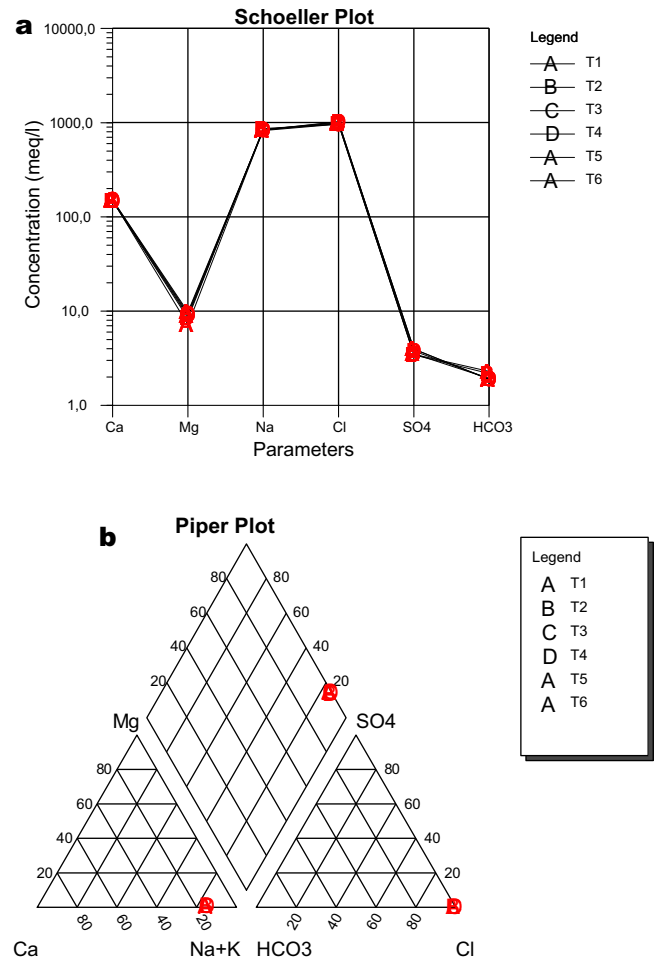 a
Schoeller Plot
10000,0
1000,0
100,0
10,0
1,0
Concentration (meq/l)
Ca Mg Na Cl SO4 HCO3
Parameters
Legend
A T1
B T2
C T3
D T4
A T5
A T6
b
Piper Plot
80 80
60 60
40 40
20 20
Mg SO4
80 80
60 60
40 40
20 20
80 60 40 20 20 40 60 80
Ca Na+K HCO3 Cl
Legend
A T1
B T2
C T3
D T4
A T5
A T6